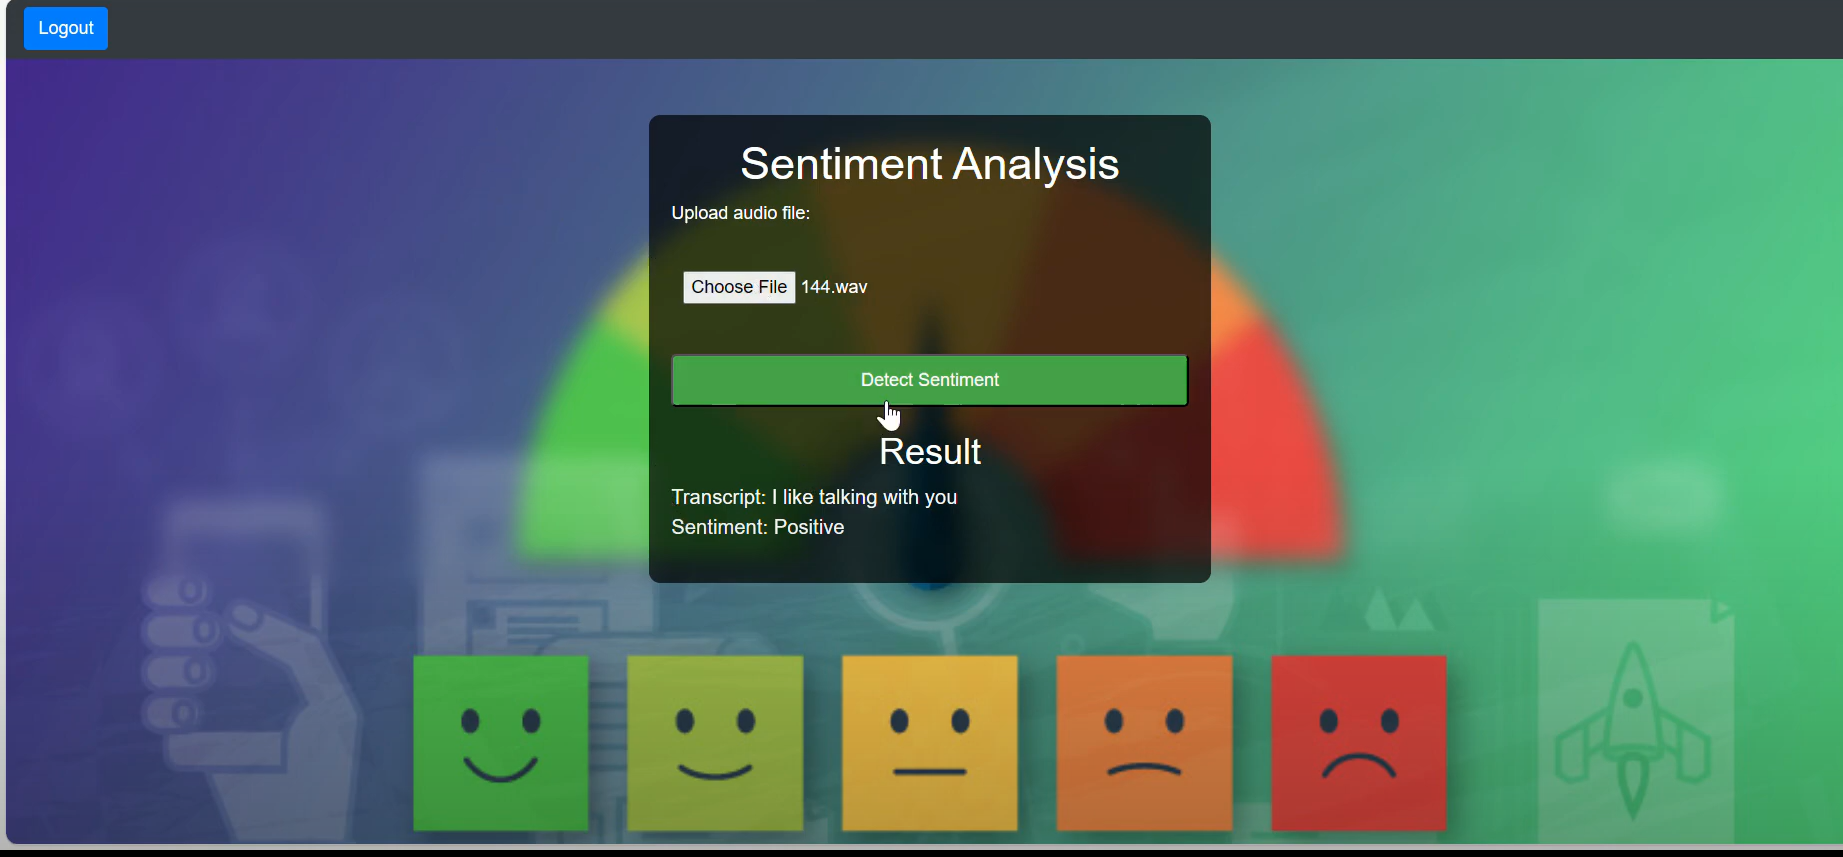 Logout
Sentiment Analysis
Upload audio file:
Choose File 144.wav
Detect Sentiment
Result
Transcript: I like talking with you
Sentiment: Positive